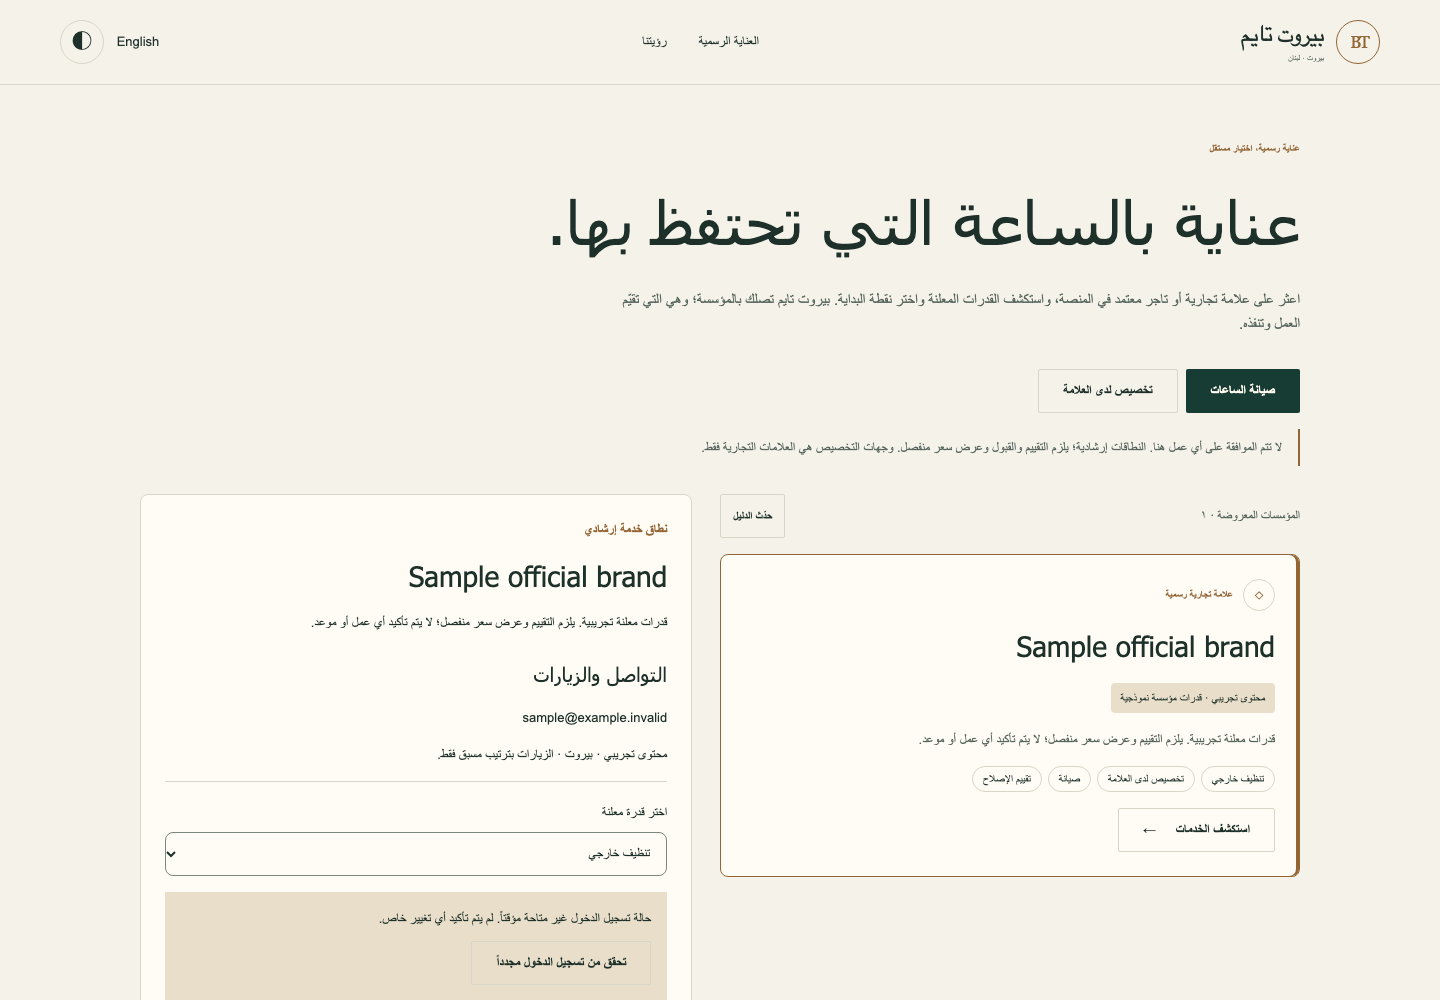 BT
بيروت تايم
بيروت · لبنان
العناية الرسمية
رؤيتنا
English
عناية رسمية، اختيار مستقل
عناية بالساعة التي تحتفظ بها.
اعثر على علامة تجارية أو تاجر معتمد في المنصة، واستكشف القدرات المعلنة واختر نقطة البداية. بيروت تايم تصلك بالمؤسسة؛ وهي التي تقيّم
العمل وتنفذه.
صيانة الساعات
تخصيص لدى العلامة
لا تتم الموافقة على أي عمل هنا. النطاقات إرشادية؛ يلزم التقييم والقبول وعرض سعر منفصل. وجهات التخصيص هي العلامات التجارية فقط.
المؤسسات المعروضة · ١
حدّث الدليل
علامة تجارية رسمية
Sample official brand
محتوى تجريبي · قدرات مؤسسة نموذجية
قدرات معلنة تجريبية. يلزم التقييم وعرض سعر منفصل؛ لا يتم تأكيد أي عمل أو موعد.
تنظيف خارجي
تخصيص لدى العلامة
صيانة
تقييم الإصلاح
استكشف الخدمات ←
نطاق خدمة إرشادي
Sample official brand
قدرات معلنة تجريبية. يلزم التقييم وعرض سعر منفصل؛ لا يتم تأكيد أي عمل أو موعد.
التواصل والزيارات
sample@example.invalid
محتوى تجريبي · بيروت · الزيارات بترتيب مسبق فقط.
اختر قدرة معلنة
تنظيف خارجي
حالة تسجيل الدخول غير متاحة مؤقتاً. لم يتم تأكيد أي تغيير خاص.
تحقق من تسجيل الدخول مجدداً